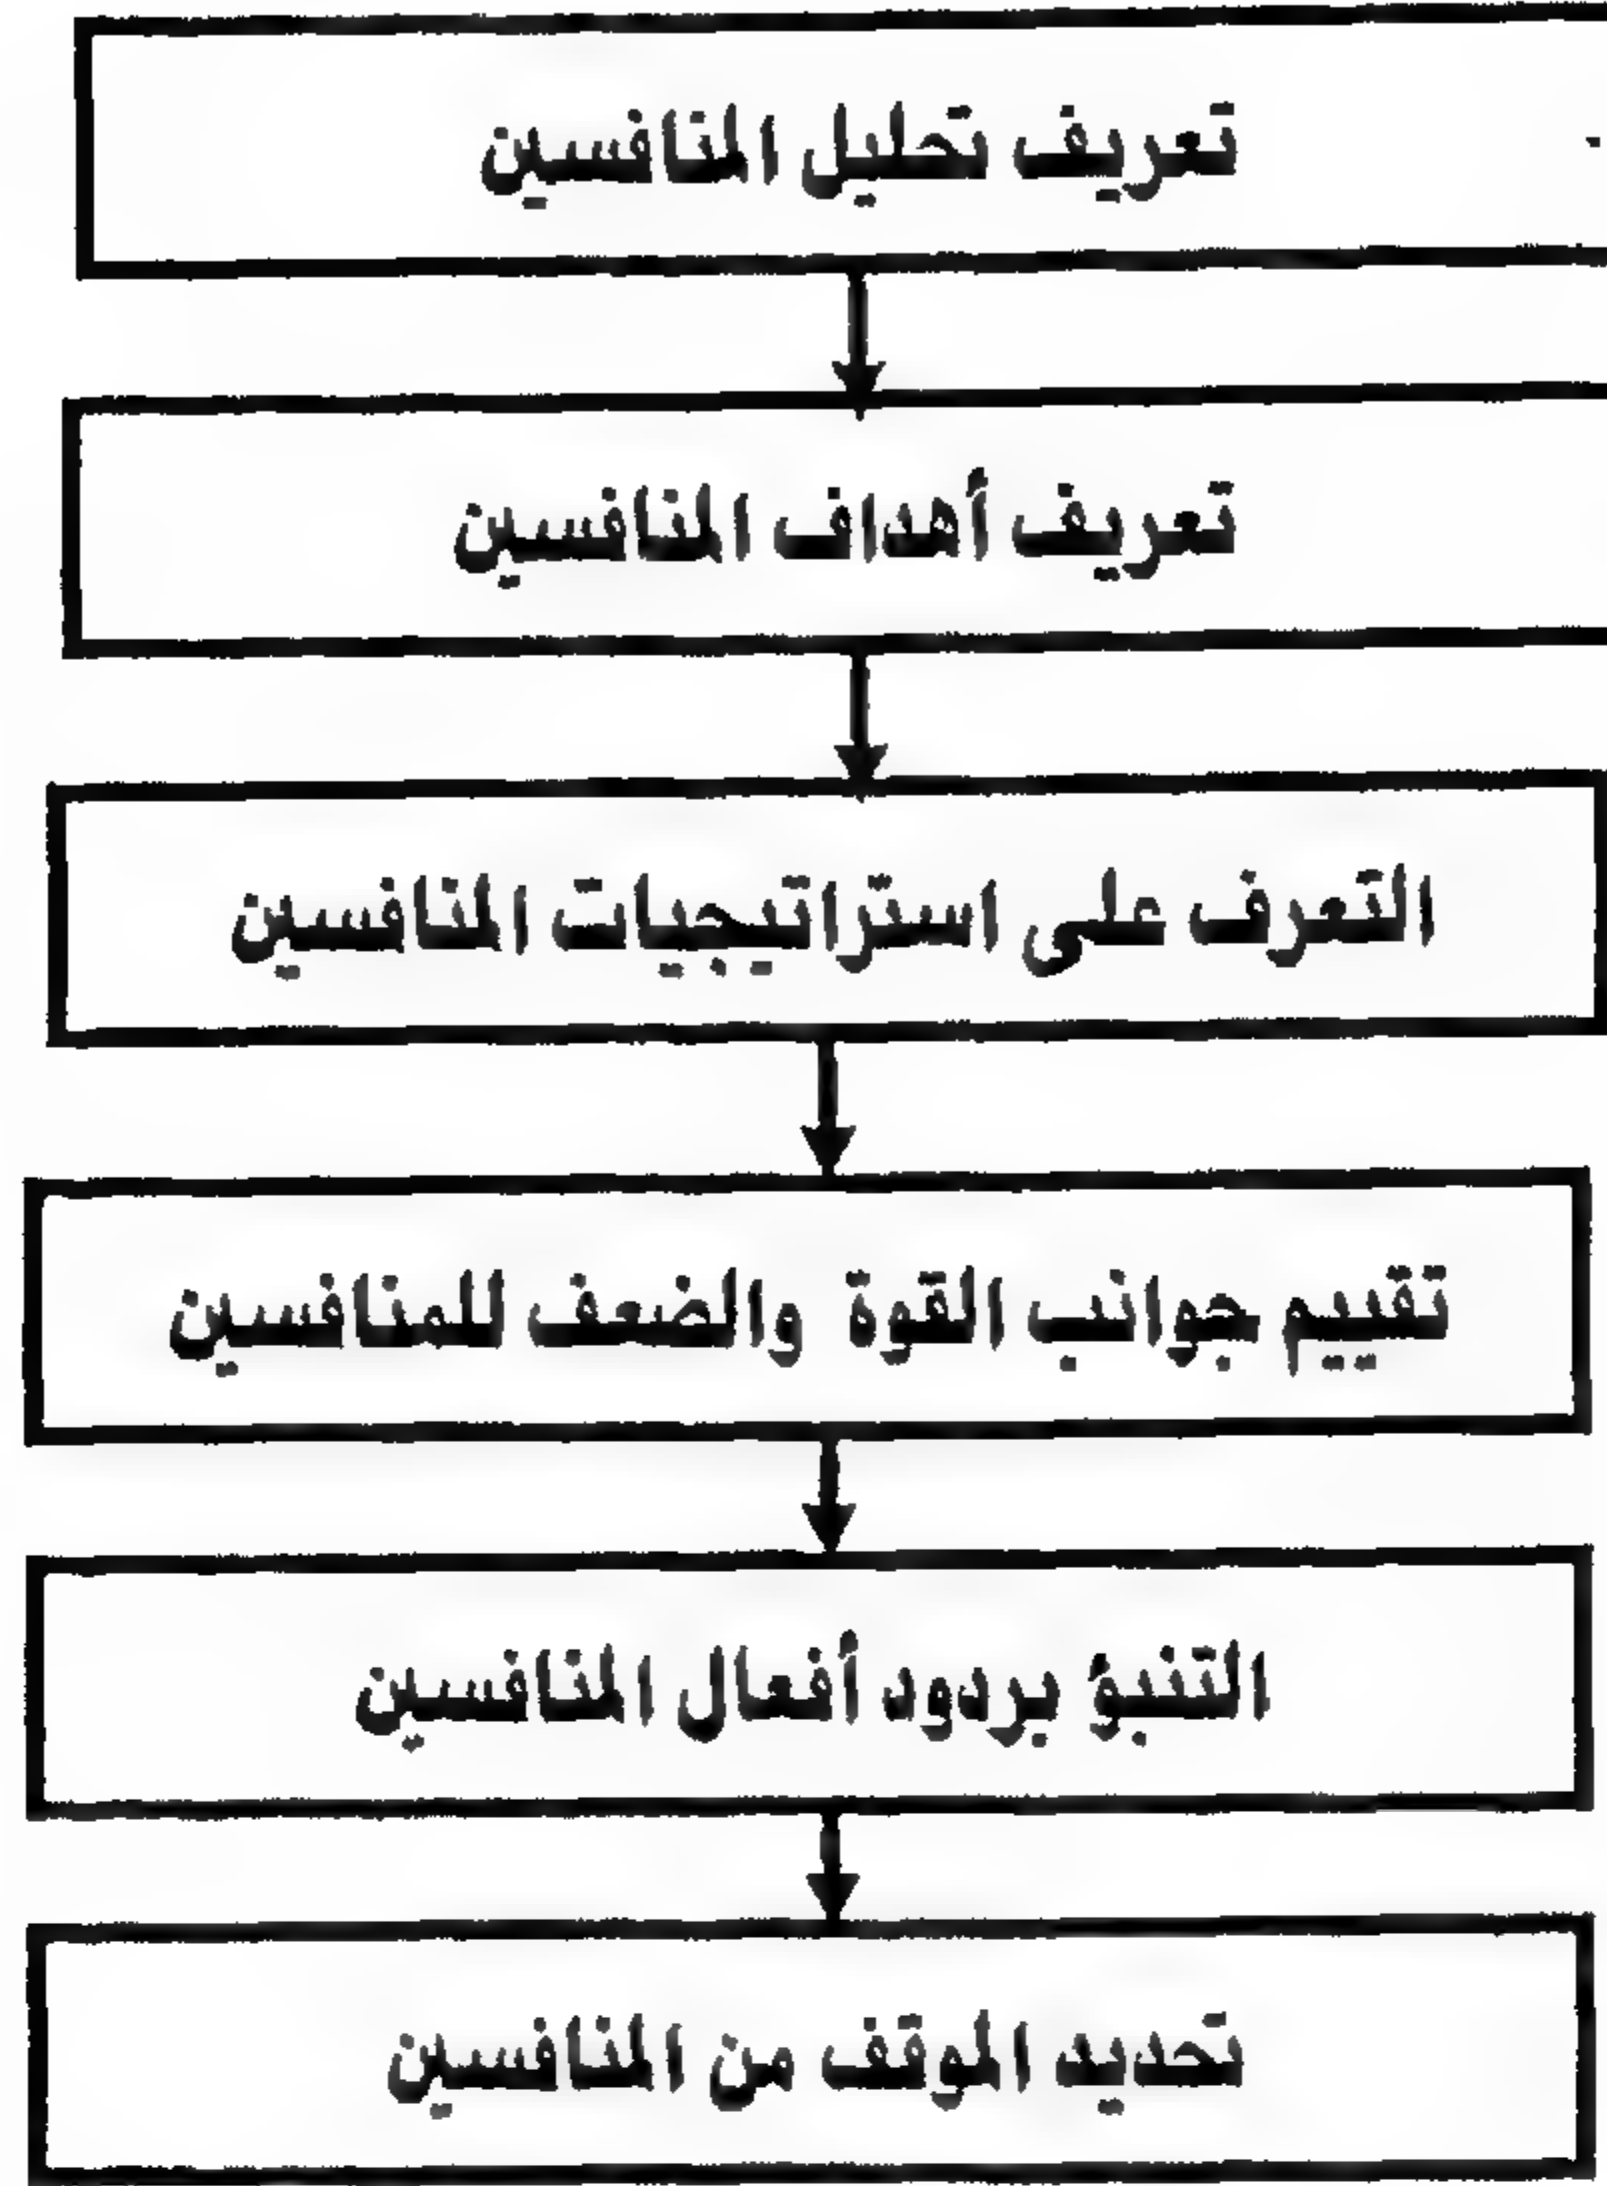 تعريف تحليل المنافسين
تعريف أهداف المنافسين
التعرف على استراتيجيات المنافسين
تقييم جوانب القوة والضعف للمنافسين
التنبؤ بردود أفعال المنافسين
تحديد الموقف من المنافسين